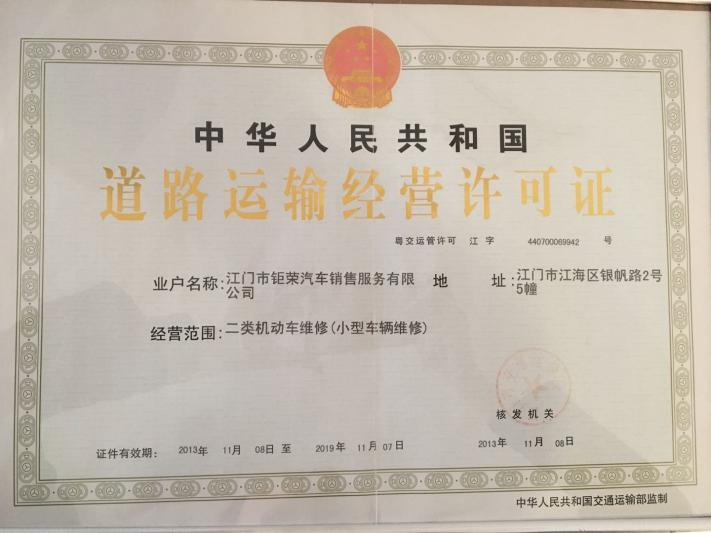 中华人民共和国
道路运输经营许可证
粤交运管许可 江 字 440700069942 号
业户名称: 江门市钜荣汽车销售服务有限公司 地 址: 江门市江海区银帆路2号5幢
经营范围: 二类机动车维修(小型车辆维修)
核发机关
证件有效期: 2013年 11月 08日 至 2019年 11月 07日 2013年 11月 08日
中华人民共和国交通运输部监制